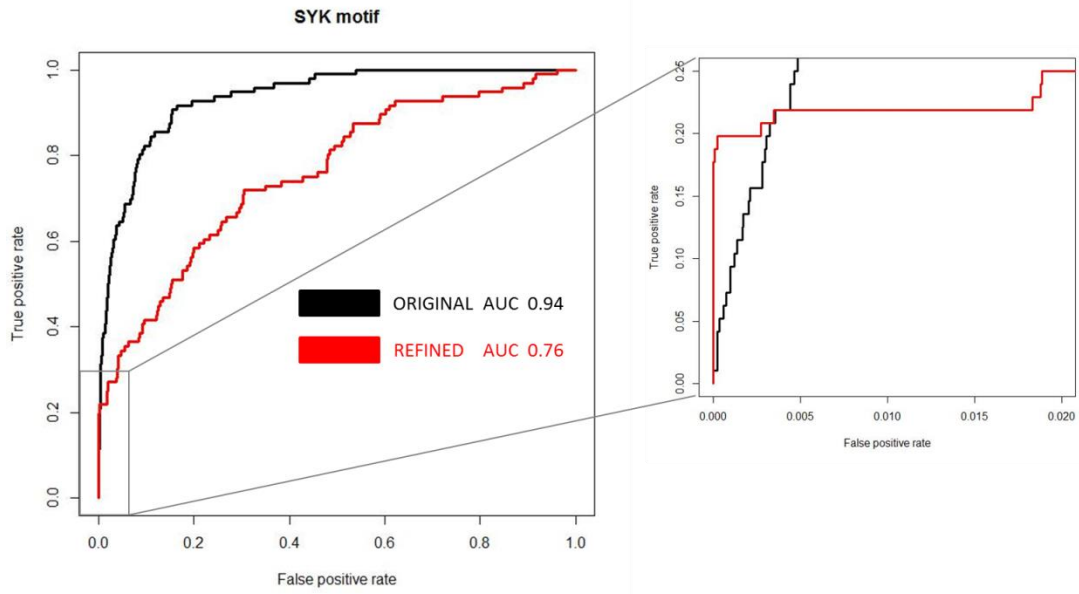 SYK motif
True positive rate
1.0
0.8
0.6
0.4
0.2
0.0
ORIGINAL AUC 0.94
REFINED AUC 0.76
0.0 0.2 0.4 0.6 0.8 1.0
False positive rate
True positive rate
0.26
0.20
0.15
0.10
0.05
0.00
0.000 0.005 0.010 0.015 0.020
False positive rate